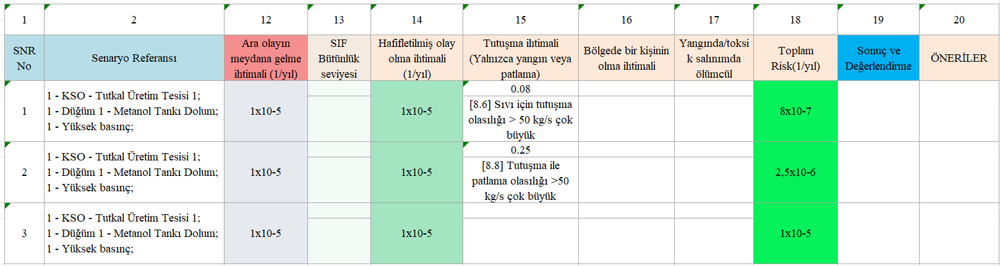 1 2 12 13 14 15 16 17 18 19 20
SNR
No
Senaryo Referansı
Ara olayın
meydana gelme
ihtimali (1/yıl)
SIF
Bütünlük
seviyesi
Hafifletilmiş olay
olma ihtimali
(1/yıl)
Tutuşma ihtimali
(Yalnızca yangın veya
patlama)
Bölgede bir kişinin
olma ihtimali
Yangında/toksi
k salınımda
ölümcül
Toplam
Risk(1/yıl)
Sonuç ve
Değerlendirme
ÖNERİLER
1
1 - KSO - Tutkal Üretim Tesisi 1;
1 - Düğüm 1 - Metanol Tankı Dolum;
1 - Yüksek basınç;
1x10-5
1x10-5
0.08
[8.6] Sıvı için tutuşma
olasılığı > 50 kg/s çok
büyük
8x10-7
2
1 - KSO - Tutkal Üretim Tesisi 1;
1 - Düğüm 1 - Metanol Tankı Dolum;
1 - Yüksek basınç;
1x10-5
1x10-5
0.25
[8.8] Tutuşma ile
patlama olasılığı >50
kg/s çok büyük
2,5x10-6
3
1 - KSO - Tutkal Üretim Tesisi 1;
1 - Düğüm 1 - Metanol Tankı Dolum;
1 - Yüksek basınç;
1x10-5
1x10-5
1x10-5